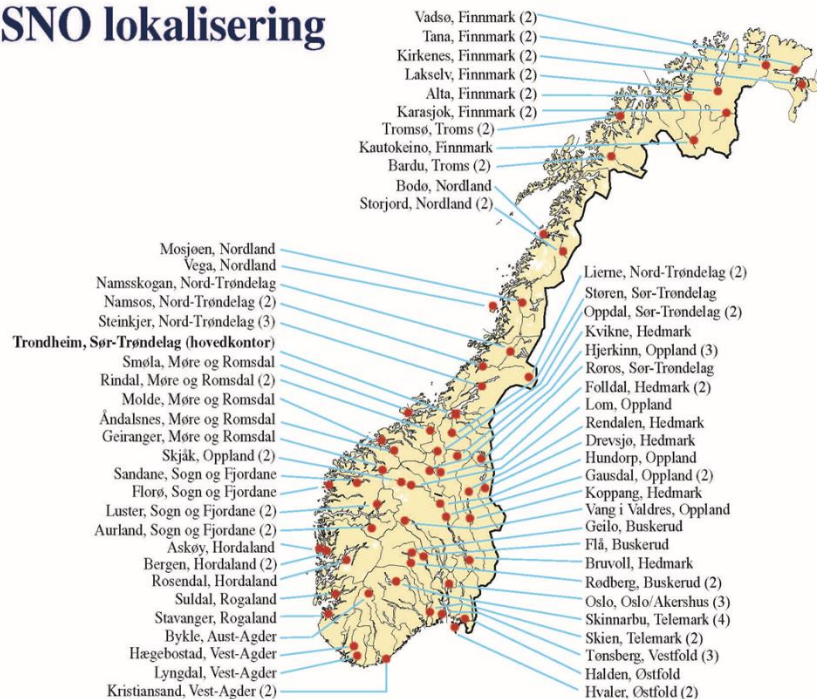 SNO lokalisering
Vadsø, Finnmark (2)
Tana, Finnmark (2)
Kirkenes, Finnmark (2)
Lakselv, Finnmark (2)
Alta, Finnmark (2)
Karasjok, Finnmark (2)
Tromsø, Troms (2)
Kautokeino, Finnmark
Bardu, Troms (2)
Bodø, Nordland
Storjord, Nordland (2)
Mosjøen, Nordland
Vega, Nordland
Namsskogan, Nord-Trøndelag
Namsos, Nord-Trøndelag (2)
Steinkjer, Nord-Trøndelag (3)
Trondheim, Sør-Trøndelag (hovedkontor)
Smøla, Møre og Romsdal
Rindal, Møre og Romsdal (2)
Molde, Møre og Romsdal
Åndalsnes, Møre og Romsdal
Geiranger, Møre og Romsdal
Skjåk, Oppland (2)
Sandane, Sogn og Fjordane
Florø, Sogn og Fjordane
Luster, Sogn og Fjordane (2)
Aurland, Sogn og Fjordane (2)
Askøy, Hordaland
Bergen, Hordaland (2)
Rosendal, Hordaland
Suldal, Rogaland
Stavanger, Rogaland
Bykle, Aust-Agder
Hægebostad, Vest-Agder
Lyngdal, Vest-Agder
Kristiansand, Vest-Agder (2)
Lierne, Nord-Trøndelag (2)
Støren, Sør-Trøndelag
Oppdal, Sør-Trøndelag (2)
Kvikne, Hedmark
Hjerkinn, Oppland (3)
Røros, Sør-Trøndelag
Folldal, Hedmark (2)
Lom, Oppland
Rendalen, Hedmark
Drevsjø, Hedmark
Hundorp, Oppland
Gausdal, Oppland (2)
Koppang, Hedmark
Vang i Valdres, Oppland
Geilo, Buskerud
Flå, Buskerud
Bruvoll, Hedmark
Rødberg, Buskerud (2)
Oslo, Oslo/Akershus (3)
Skinnarbu, Telemark (4)
Skien, Telemark (2)
Tønsberg, Vestfold (3)
Halden, Østfold
Hvaler, Østfold (2)